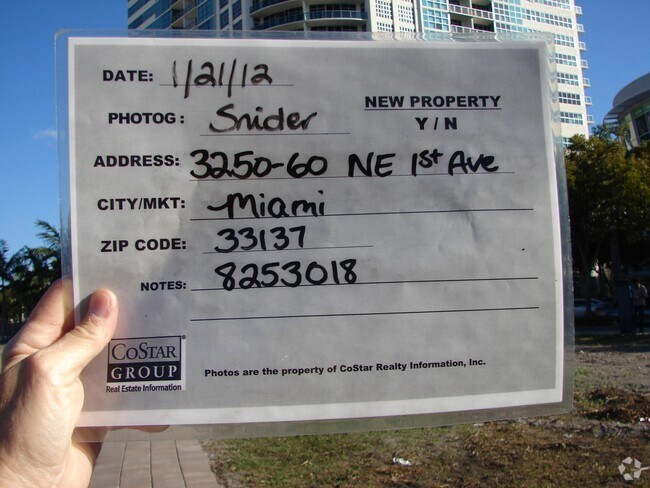 DATE: 1/21/12
PHOTOG: Snider
NEW PROPERTY
Y / N
ADDRESS: 3250-60 NE 1st Ave
CITY/MKT: Miami
ZIP CODE: 33137
NOTES: 8253018
COSTAR
GROUP
Real Estate Information
Photos are the property of CoStar Realty Information, Inc.